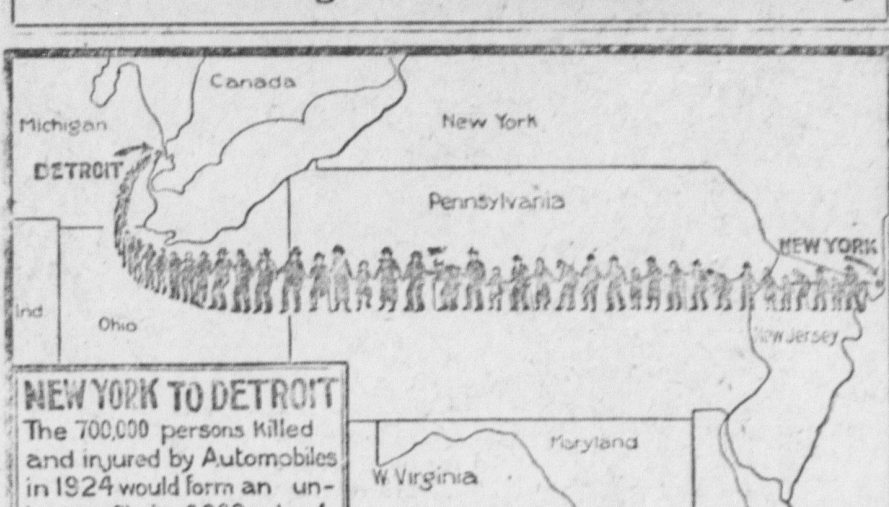 Canada
Michigan
New York
DETROIT
Pennsylvania
NEW YORK
Ind.
Ohio
New Jersey
NEW YORK TO DETROIT
The 700,000 persons Killed
and injured by Automobiles
in 1924 would form an un-
Maryland
W. Virginia